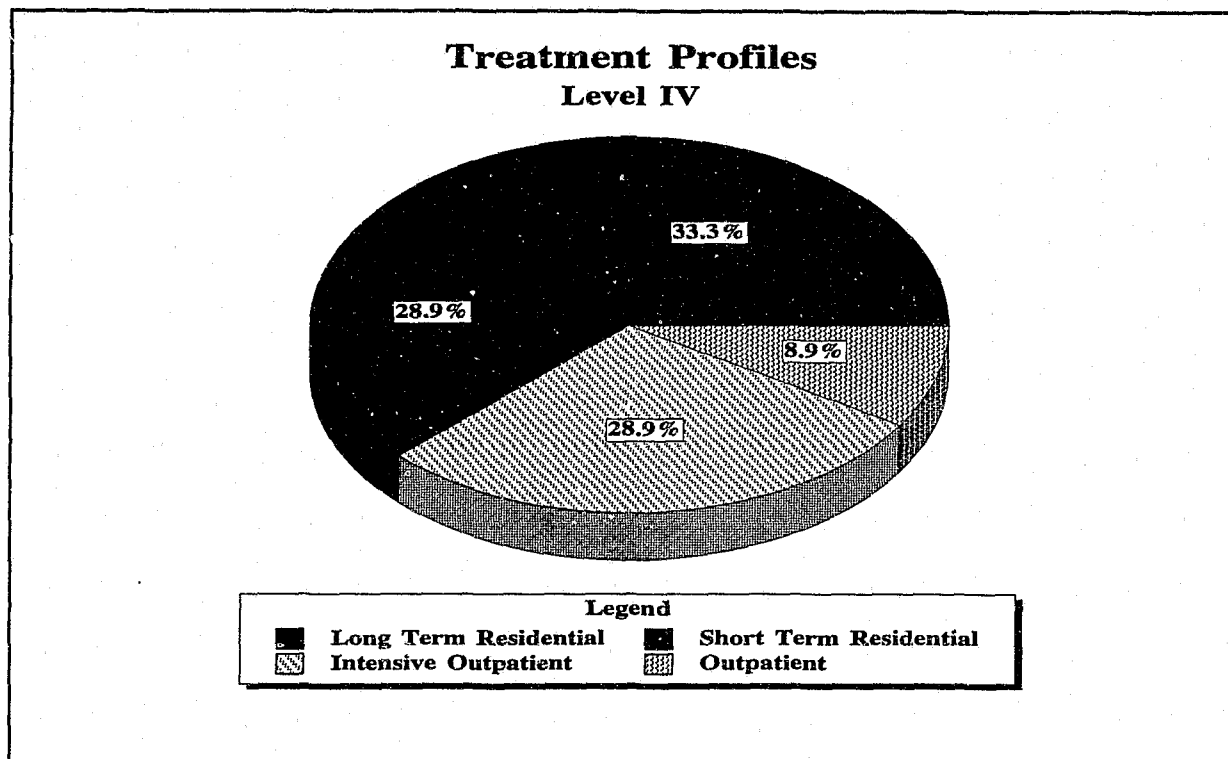 Treatment Profiles
Level IV
33.3%
28.9%
8.9%
28.9%
Legend
Long Term Residential Short Term Residential
Intensive Outpatient Outpatient